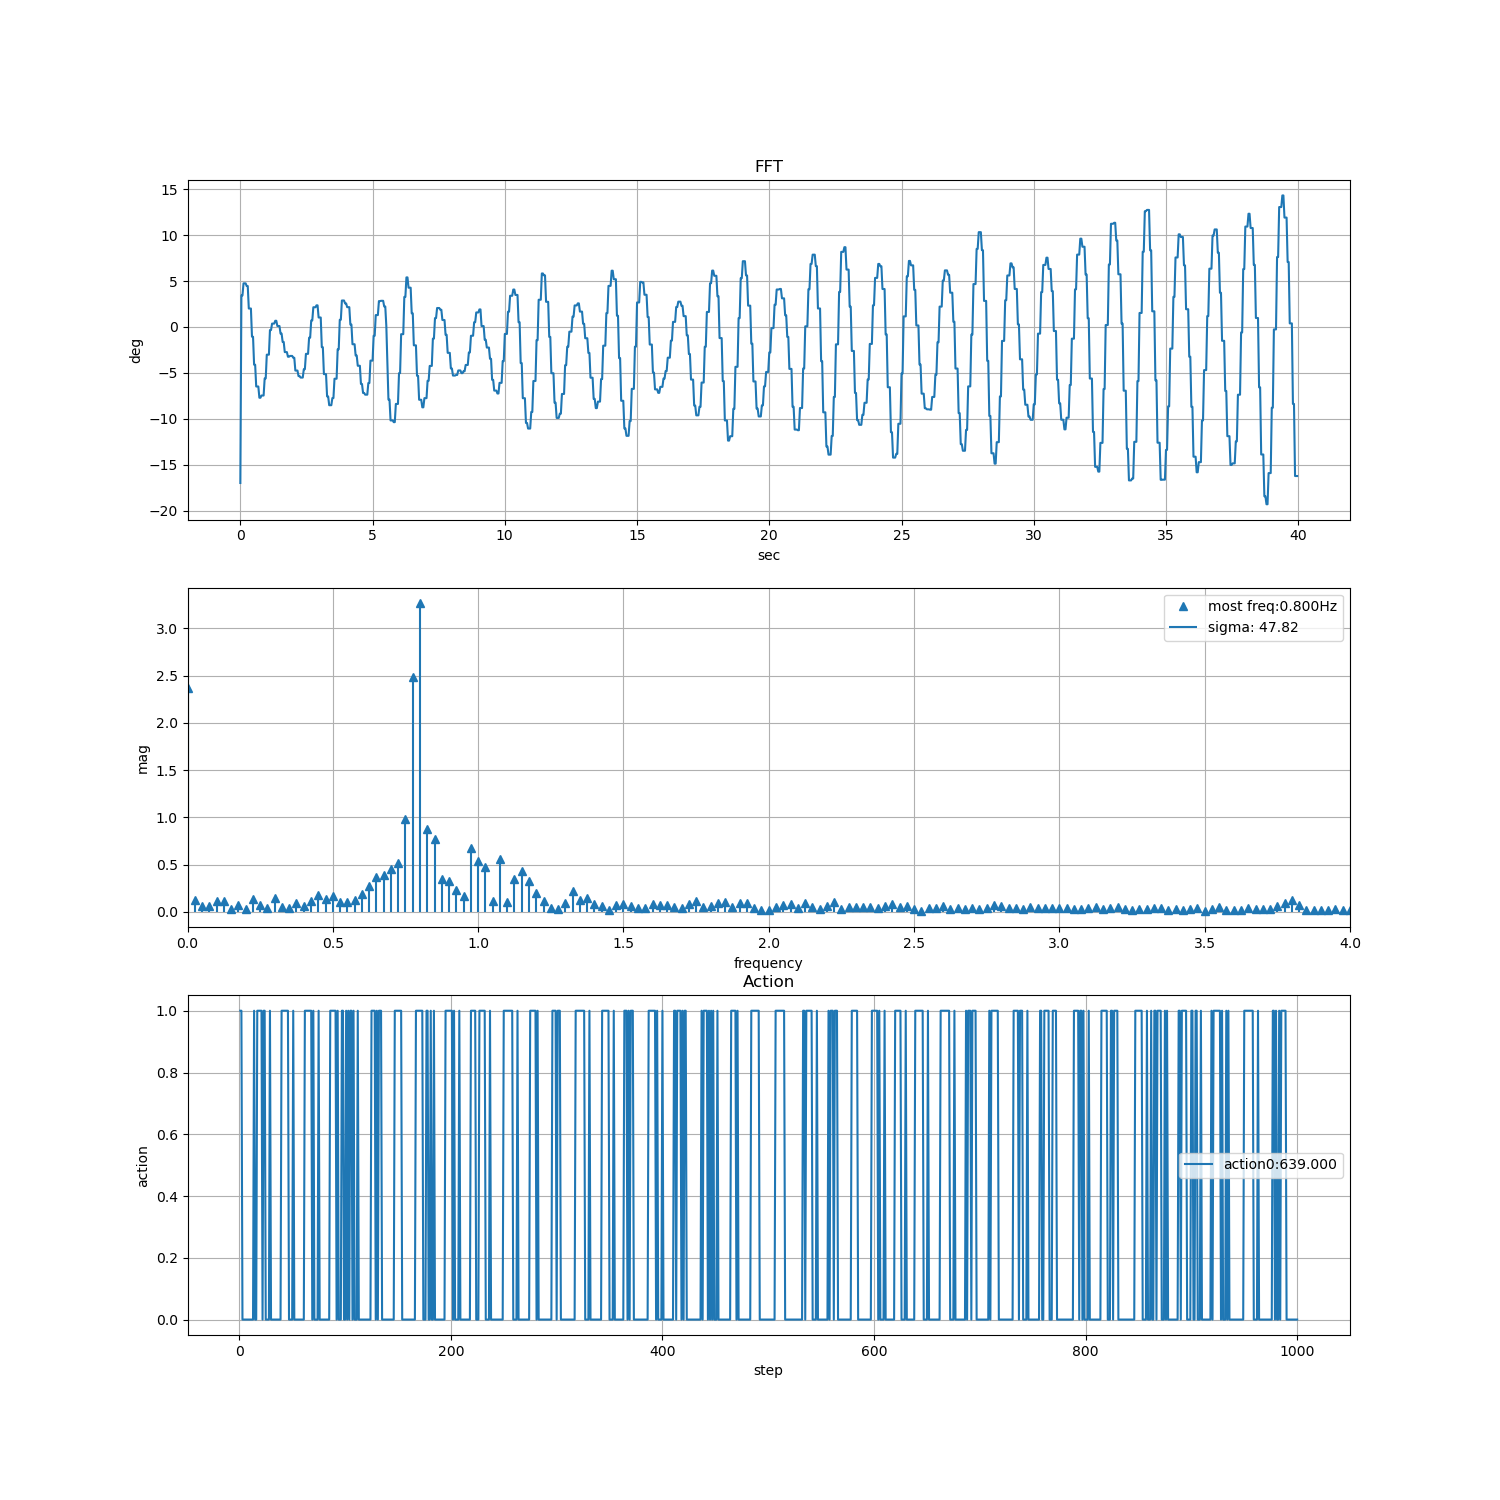 FFT
15
10
5
0
−5
−10
−15
−20
deg
0 5 10 15 20 25 30 35 40
sec
3.0
2.5
2.0
1.5
1.0
0.5
0.0
mag
most freq:0.800Hz
sigma: 47.82
0.0 0.5 1.0 1.5 2.0 2.5 3.0 3.5 4.0
frequency
Action
1.0
0.8
0.6
0.4
0.2
0.0
action
action0:639.000
0 200 400 600 800 1000
step